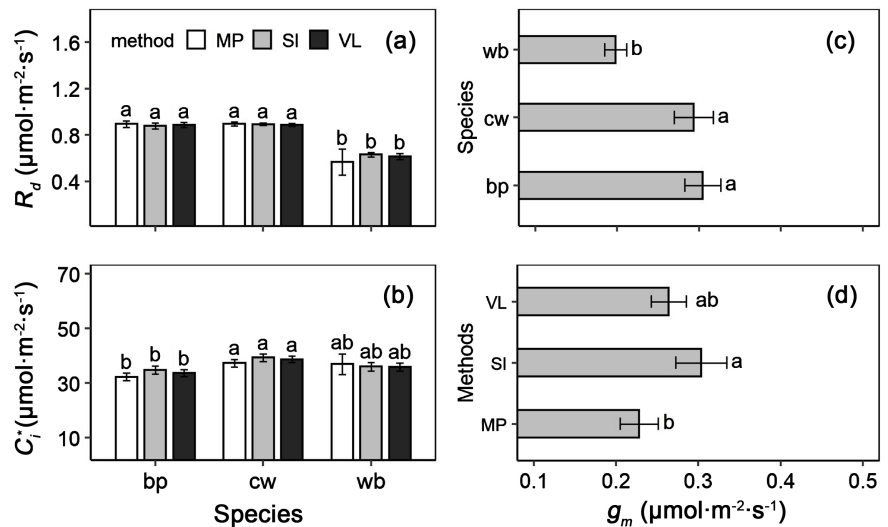 method MP SI VL (a)
R_d (μmol·m⁻²·s⁻¹)
1.6
1.2
0.8
0.4
a a a a a a b b b
(b)
C_i^* (μmol·m⁻²·s⁻¹)
70
50
30
10
b b b a a a ab ab ab
bp cw wb
Species
(c)
Species
wb b
cw a
bp a
(d)
Methods
VL ab
SI a
MP b
0.1 0.2 0.3 0.4 0.5
g_m (μmol·m⁻²·s⁻¹)